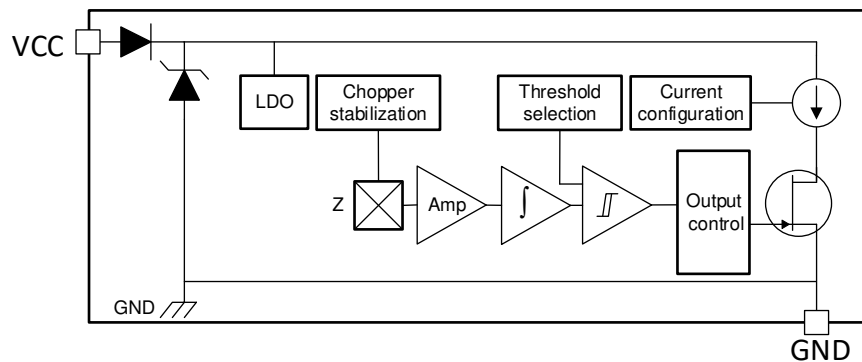 VCC
LDO
Chopper
stabilization
Threshold
selection
Current
configuration
Z
Amp
∫
Output
control
GND
GND